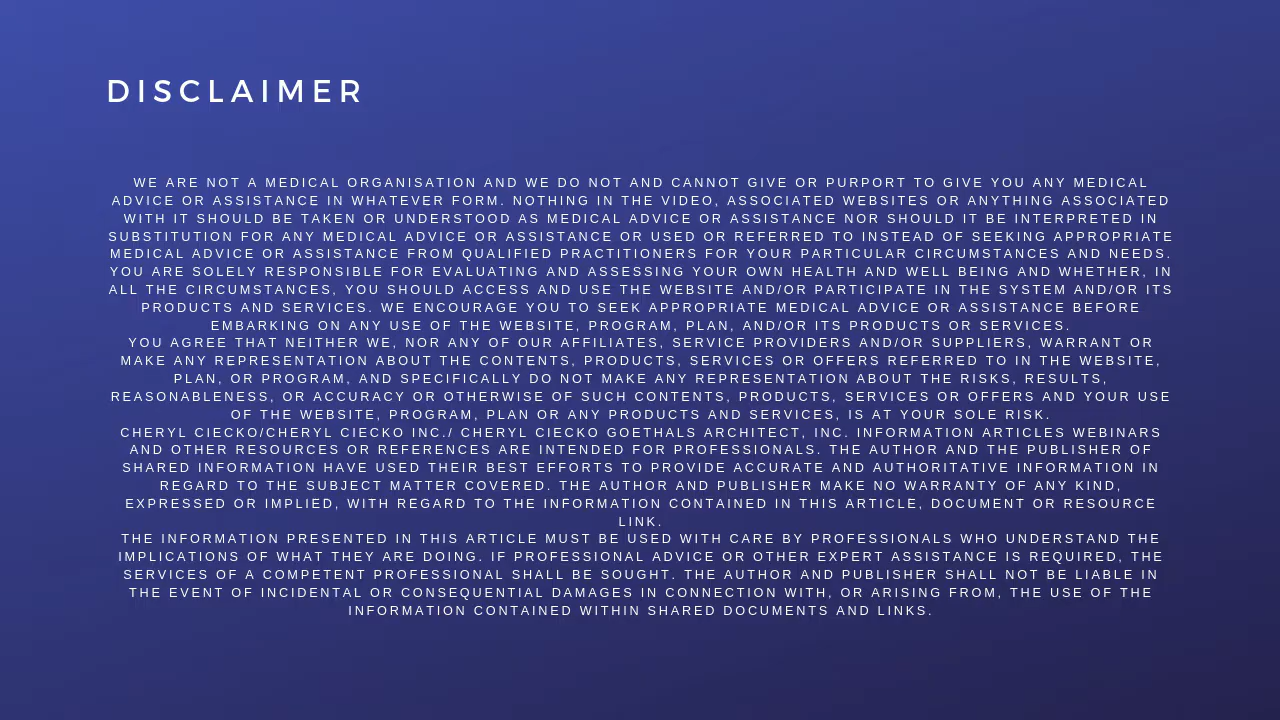 DISCLAIMER
WE ARE NOT A MEDICAL ORGANISATION AND WE DO NOT AND CANNOT GIVE OR PURPORT TO GIVE YOU ANY MEDICAL
ADVICE OR ASSISTANCE IN WHATEVER FORM. NOTHING IN THE VIDEO, ASSOCIATED WEBSITES OR ANYTHING ASSOCIATED
WITH IT SHOULD BE TAKEN OR UNDERSTOOD AS MEDICAL ADVICE OR ASSISTANCE NOR SHOULD IT BE INTERPRETED IN
SUBSTITUTION FOR ANY MEDICAL ADVICE OR ASSISTANCE OR USED OR REFERRED TO INSTEAD OF SEEKING APPROPRIATE
MEDICAL ADVICE OR ASSISTANCE FROM QUALIFIED PRACTITIONERS FOR YOUR PARTICULAR CIRCUMSTANCES AND NEEDS.
YOU ARE SOLELY RESPONSIBLE FOR EVALUATING AND ASSESSING YOUR OWN HEALTH AND WELL BEING AND WHETHER, IN
ALL THE CIRCUMSTANCES, YOU SHOULD ACCESS AND USE THE WEBSITE AND/OR PARTICIPATE IN THE SYSTEM AND/OR ITS
PRODUCTS AND SERVICES. WE ENCOURAGE YOU TO SEEK APPROPRIATE MEDICAL ADVICE OR ASSISTANCE BEFORE
EMBARKING ON ANY USE OF THE WEBSITE, PROGRAM, PLAN, AND/OR ITS PRODUCTS OR SERVICES.
YOU AGREE THAT NEITHER WE, NOR ANY OF OUR AFFILIATES, SERVICE PROVIDERS AND/OR SUPPLIERS, WARRANT OR
MAKE ANY REPRESENTATION ABOUT THE CONTENTS, PRODUCTS, SERVICES OR OFFERS REFERRED TO IN THE WEBSITE,
PLAN, OR PROGRAM, AND SPECIFICALLY DO NOT MAKE ANY REPRESENTATION ABOUT THE RISKS, RESULTS,
REASONABLENESS, OR ACCURACY OR OTHERWISE OF SUCH CONTENTS, PRODUCTS, SERVICES OR OFFERS AND YOUR USE
OF THE WEBSITE, PROGRAM, PLAN OR ANY PRODUCTS AND SERVICES, IS AT YOUR SOLE RISK.
CHERYL CIECKO/CHERYL CIECKO INC./ CHERYL CIECKO GOETHALS ARCHITECT, INC. INFORMATION ARTICLES WEBINARS
AND OTHER RESOURCES OR REFERENCES ARE INTENDED FOR PROFESSIONALS. THE AUTHOR AND THE PUBLISHER OF
SHARED INFORMATION HAVE USED THEIR BEST EFFORTS TO PROVIDE ACCURATE AND AUTHORITATIVE INFORMATION IN
REGARD TO THE SUBJECT MATTER COVERED. THE AUTHOR AND PUBLISHER MAKE NO WARRANTY OF ANY KIND,
EXPRESSED OR IMPLIED, WITH REGARD TO THE INFORMATION CONTAINED IN THIS ARTICLE, DOCUMENT OR RESOURCE
LINK.
THE INFORMATION PRESENTED IN THIS ARTICLE MUST BE USED WITH CARE BY PROFESSIONALS WHO UNDERSTAND THE
IMPLICATIONS OF WHAT THEY ARE DOING. IF PROFESSIONAL ADVICE OR OTHER EXPERT ASSISTANCE IS REQUIRED, THE
SERVICES OF A COMPETENT PROFESSIONAL SHALL BE SOUGHT. THE AUTHOR AND PUBLISHER SHALL NOT BE LIABLE IN
THE EVENT OF INCIDENTAL OR CONSEQUENTIAL DAMAGES IN CONNECTION WITH, OR ARISING FROM, THE USE OF THE
INFORMATION CONTAINED WITHIN SHARED DOCUMENTS AND LINKS.